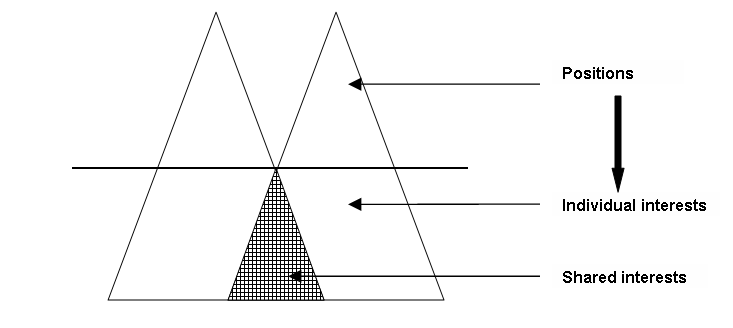 Positions
Individual interests
Shared interests